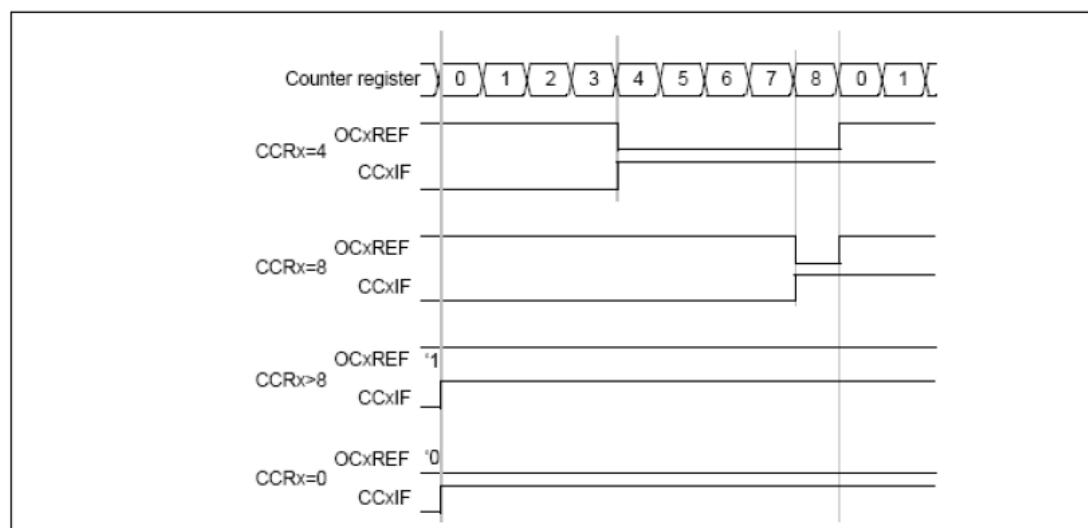 Counter register 0 1 2 3 4 5 6 7 8 0 1
OCxREF
CCRx=4
CCxIF
OCxREF
CCRx=8
CCxIF
OCxREF '1
CCRx>8
CCxIF
OCxREF '0
CCRx=0
CCxIF